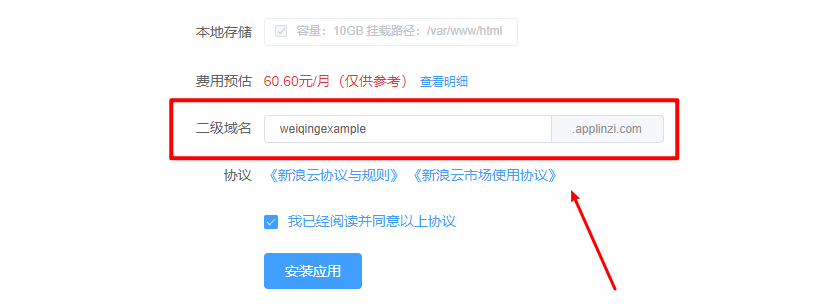 本地存储 容量：10GB 挂载路径：/var/www/html
费用预估 60.60元/月（仅供参考） 查看明细
二级域名 weiqingexample .applinzi.com
协议 《新浪云协议与规则》 《新浪云市场使用协议》
我已经阅读并同意以上协议
安装应用